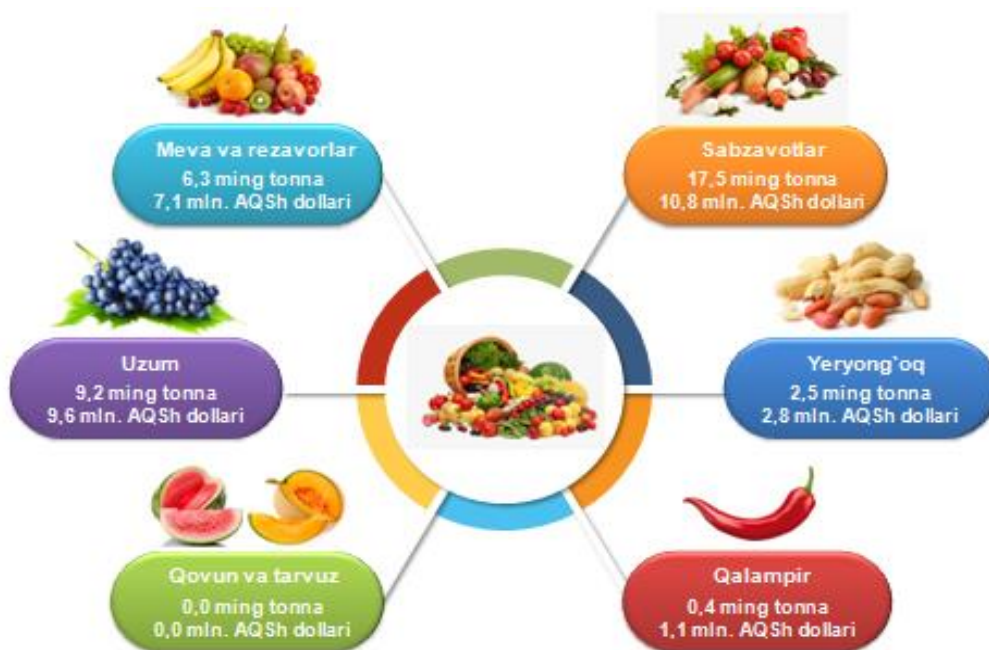 Meva va rezavorlar
6,3 ming tonna
7,1 mln. AQSh dollari
Sabzavotlar
17,5 ming tonna
10,8 mln. AQSh dollari
Uzum
9,2 ming tonna
9,6 mln. AQSh dollari
Yeryong`oq
2,5 ming tonna
2,8 mln. AQSh dollari
Qovun va tarvuz
0,0 ming tonna
0,0 mln. AQSh dollari
Qalampir
0,4 ming tonna
1,1 mln. AQSh dollari